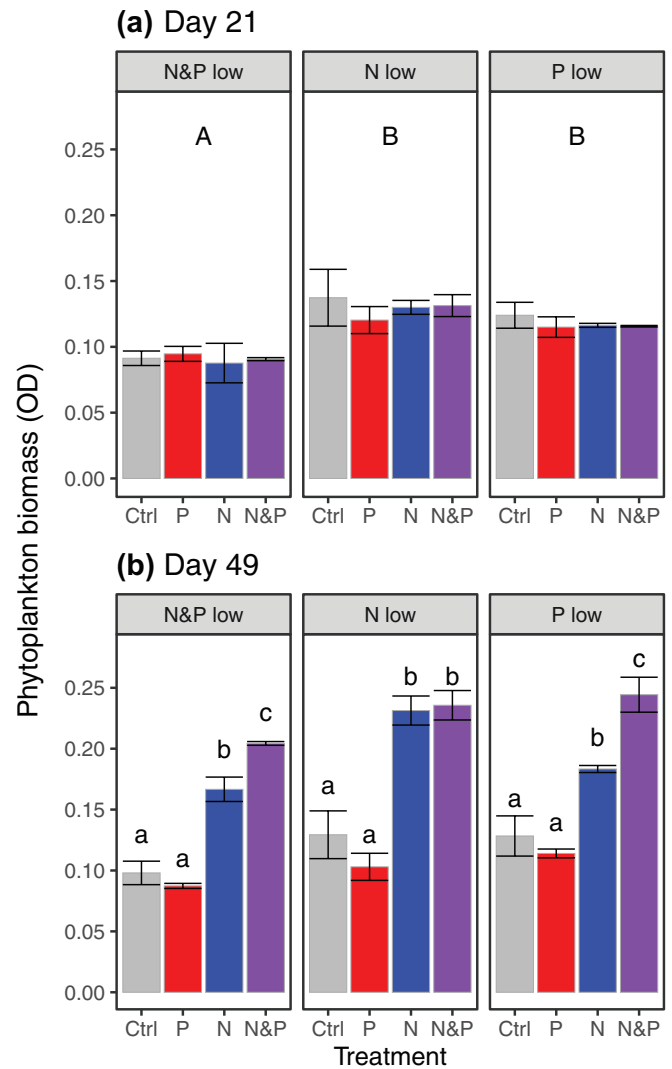 (a) Day 21
N&P low N low P low
A B B
0.25
0.20
0.15
0.10
0.05
0.00
Ctrl P N N&P Ctrl P N N&P Ctrl P N N&P
Phytoplankton biomass (OD)
(b) Day 49
N&P low N low P low
a a b c a a b b a a b c
0.25
0.20
0.15
0.10
0.05
0.00
Ctrl P N N&P Ctrl P N N&P Ctrl P N N&P
Treatment